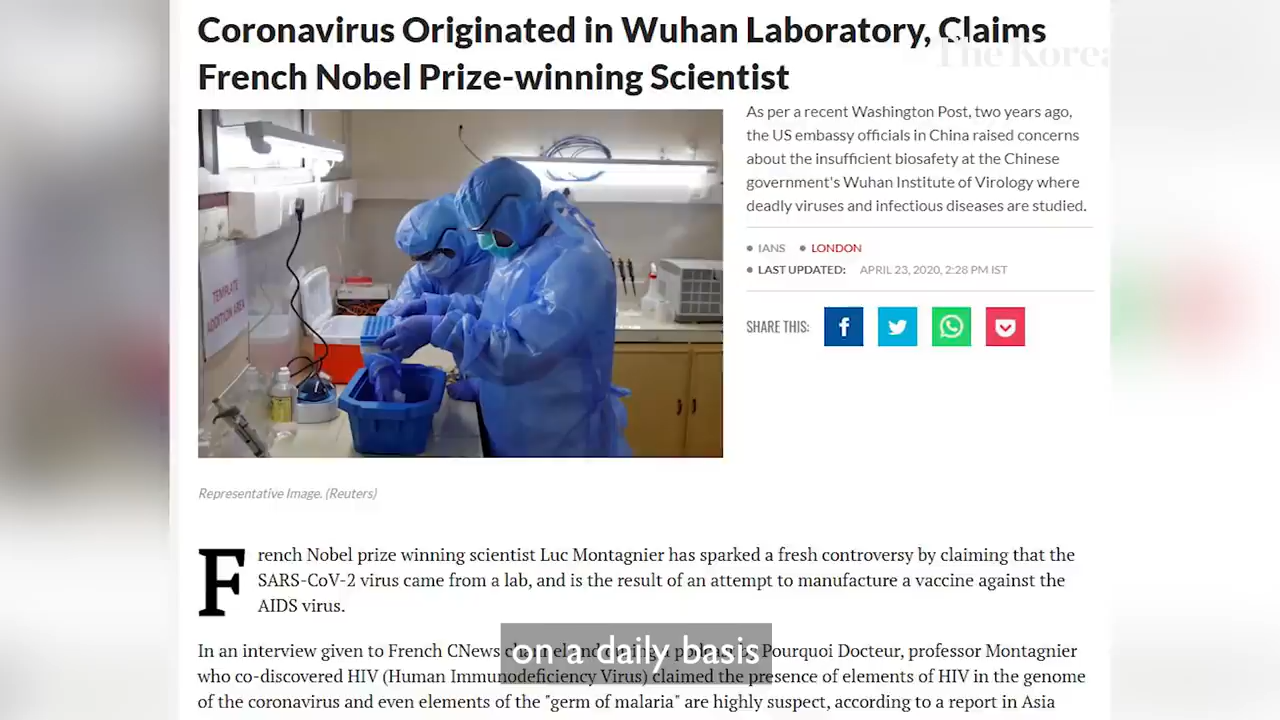 Coronavirus Originated in Wuhan Laboratory, Claims
French Nobel Prize-winning Scientist
The Korea
As per a recent Washington Post, two years ago,
the US embassy officials in China raised concerns
about the insufficient biosafety at the Chinese
government's Wuhan Institute of Virology where
deadly viruses and infectious diseases are studied.
IANS LONDON
LAST UPDATED: APRIL 23, 2020, 2:28 PM IST
SHARE THIS:
TEMPLATE
ADDITION AREA
Representative Image. (Reuters)
French Nobel prize winning scientist Luc Montagnier has sparked a fresh controversy by claiming that the
SARS-CoV-2 virus came from a lab, and is the result of an attempt to manufacture a vaccine against the
AIDS virus.
In an interview given to French CNews Pourquoi Docteur, professor Montagnier
on a daily basis
who co-discovered HIV (Human Immunodeficiency Virus) claimed the presence of elements of HIV in the genome
of the coronavirus and even elements of the "germ of malaria" are highly suspect, according to a report in Asia